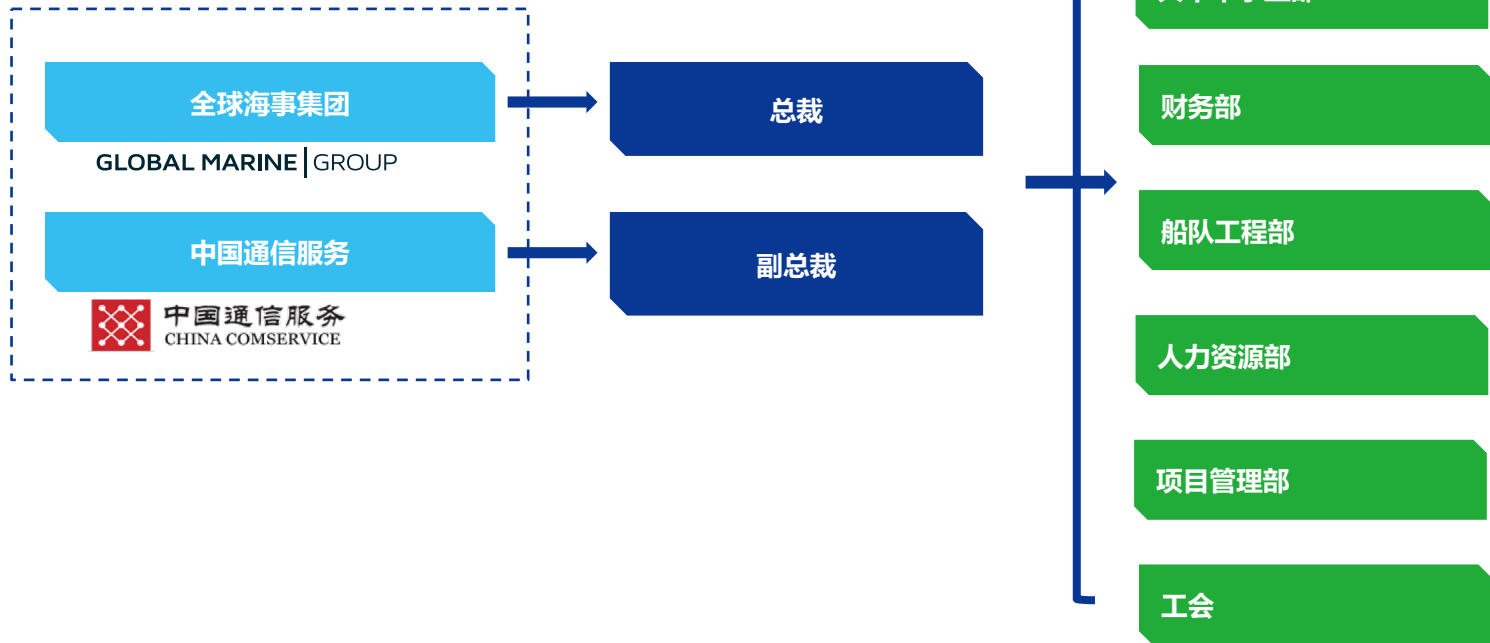 全球海事集团
GLOBAL MARINE GROUP
中国通信服务
中国通信服务
CHINA COMSERVICE
总裁
副总裁
财务部
船队工程部
人力资源部
项目管理部
工会